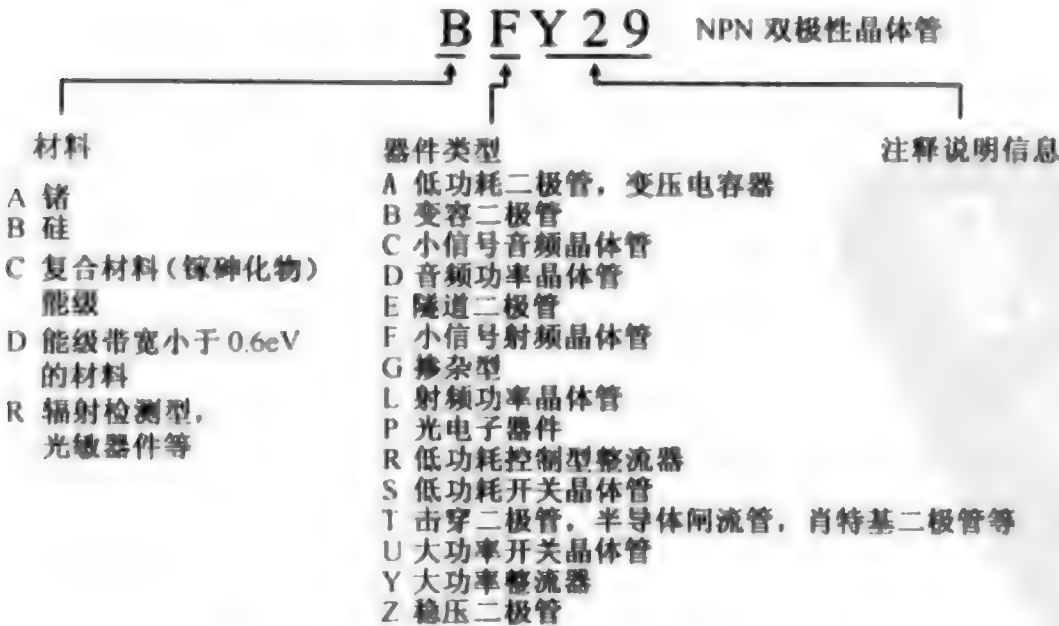 BFY29 NPN 双极性晶体管
材料
A 锗
B 硅
C 复合材料(镓砷化物)
能级
D 能级带宽小于0.6eV
的材料
R 辐射检测型,
光敏器件等
器件类型
A 低功耗二极管,变压电容器
B 变容二极管
C 小信号音频晶体管
D 音频功率晶体管
E 隧道二极管
F 小信号射频晶体管
G 掺杂型
L 射频功率晶体管
P 光电子器件
R 低功耗控制型整流器
S 低功耗开关晶体管
T 击穿二极管,半导体闸流管,肖特基二极管等
U 大功率开关晶体管
Y 大功率整流器
Z 稳压二极管
注释说明信息